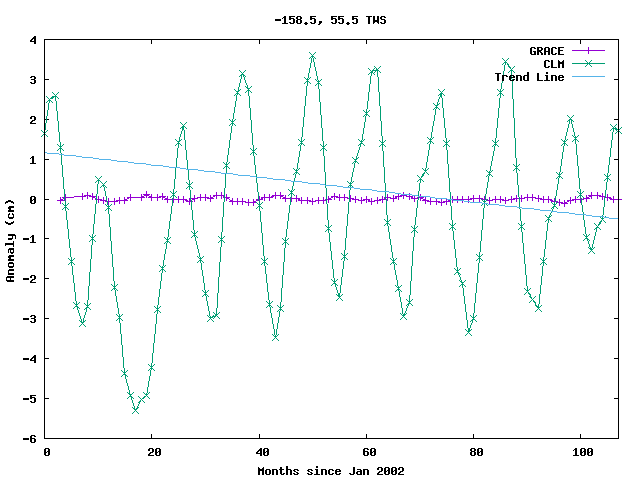 -158.5, 55.5 TWS
GRACE
CLM
Trend Line
Anomaly (cm)
4
3
2
1
0
-1
-2
-3
-4
-5
-6
0 20 40 60 80 100
Months since Jan 2002